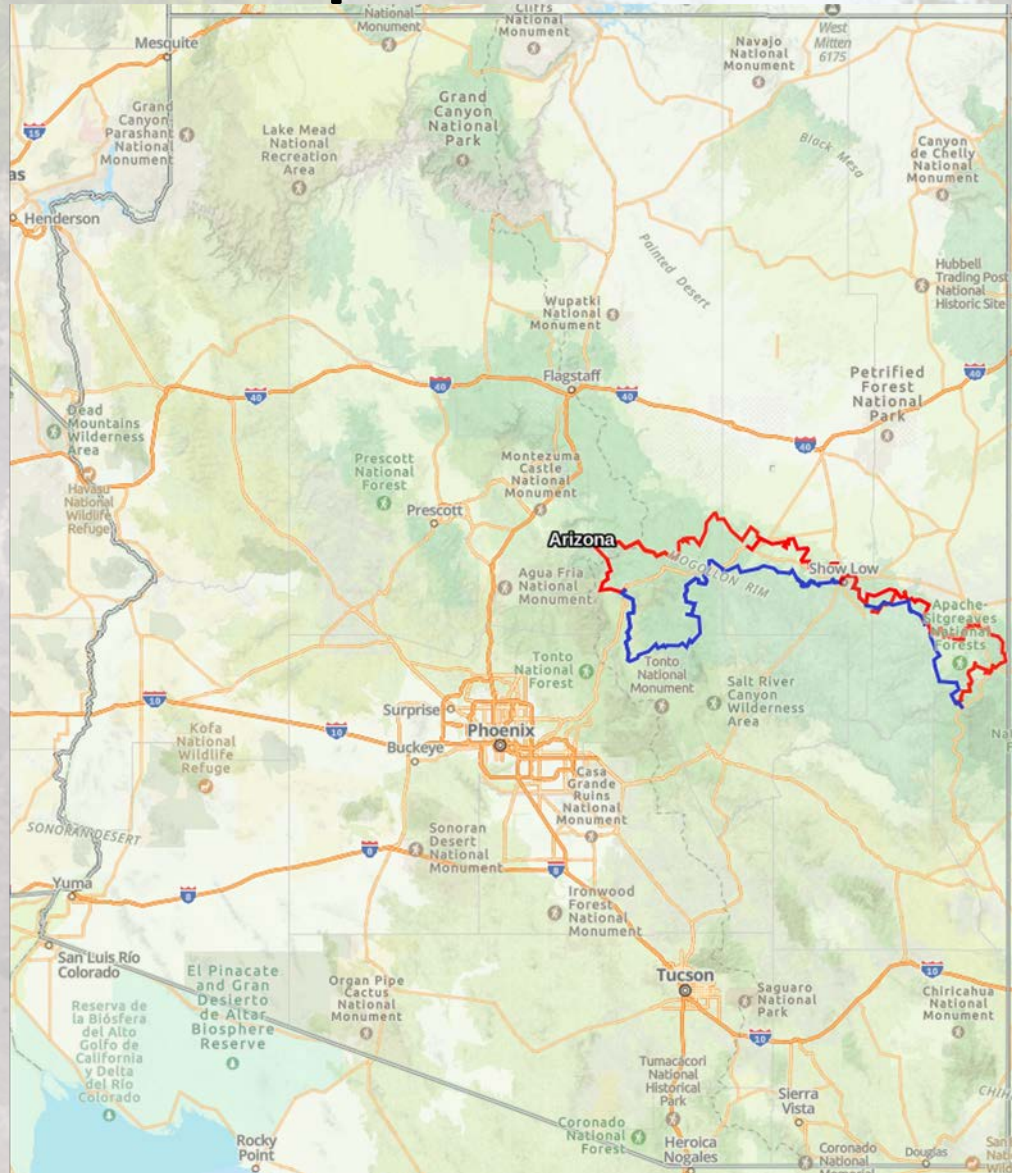 National
Monument
Cliffs
National
Monument
West
Mitten
6175
Navajo
National
Monument
Mesquite
Grand
Canyon
National
Park
Grand
Canyon
Parashant
National
Monument
Lake Mead
National
Recreation
Area
15
Black Mesa
Canyon
de Chelly
National
Monument
as
Henderson
Painted Desert
Hubbell
Trading Post
National
Historic Site
Wupatki
National
Monument
Flagstaff
40
40
40
40
40
Petrified
Forest
National
Park
Dead
Mountains
Wilderness
Area
Havasu
National
Wildlife
Refuge
Prescott
National
Forest
Montezuma
Castle
National
Monument
Prescott
Arizona
MOGOLLON RIM
Show Low
Agua Fria
National
Monument
Apache-
Sitgreaves
National
Forests
Tonto
National
Forest
Tonto
National
Monument
Salt River
Canyon
Wilderness
Area
10
Surprise
10
Phoenix
Buckeye
Kofa
National
Wildlife
Refuge
Casa
Grande
Ruins
National
Monument
SONORAN DESERT
Sonoran
Desert
National
Monument
8
8
8
Yuma
Ironwood
Forest
National
Monument
San Luis Río
Colorado
El Pinacate
and Gran
Desierto
de Altar
Biosphere
Reserve
Organ Pipe
Cactus
National
Monument
Tucson
10
Saguaro
National
Park
Chiricahua
National
Monument
Reserva de
la Biósfera
del Alto
Golfo de
California
y Delta
del Río
Colorado
10
Tumacácori
National
Historical
Park
Sierra
Vista
Coronado
National
Forest
Rocky
Point
Heroica
Nogales
Coronado
National
Douglas